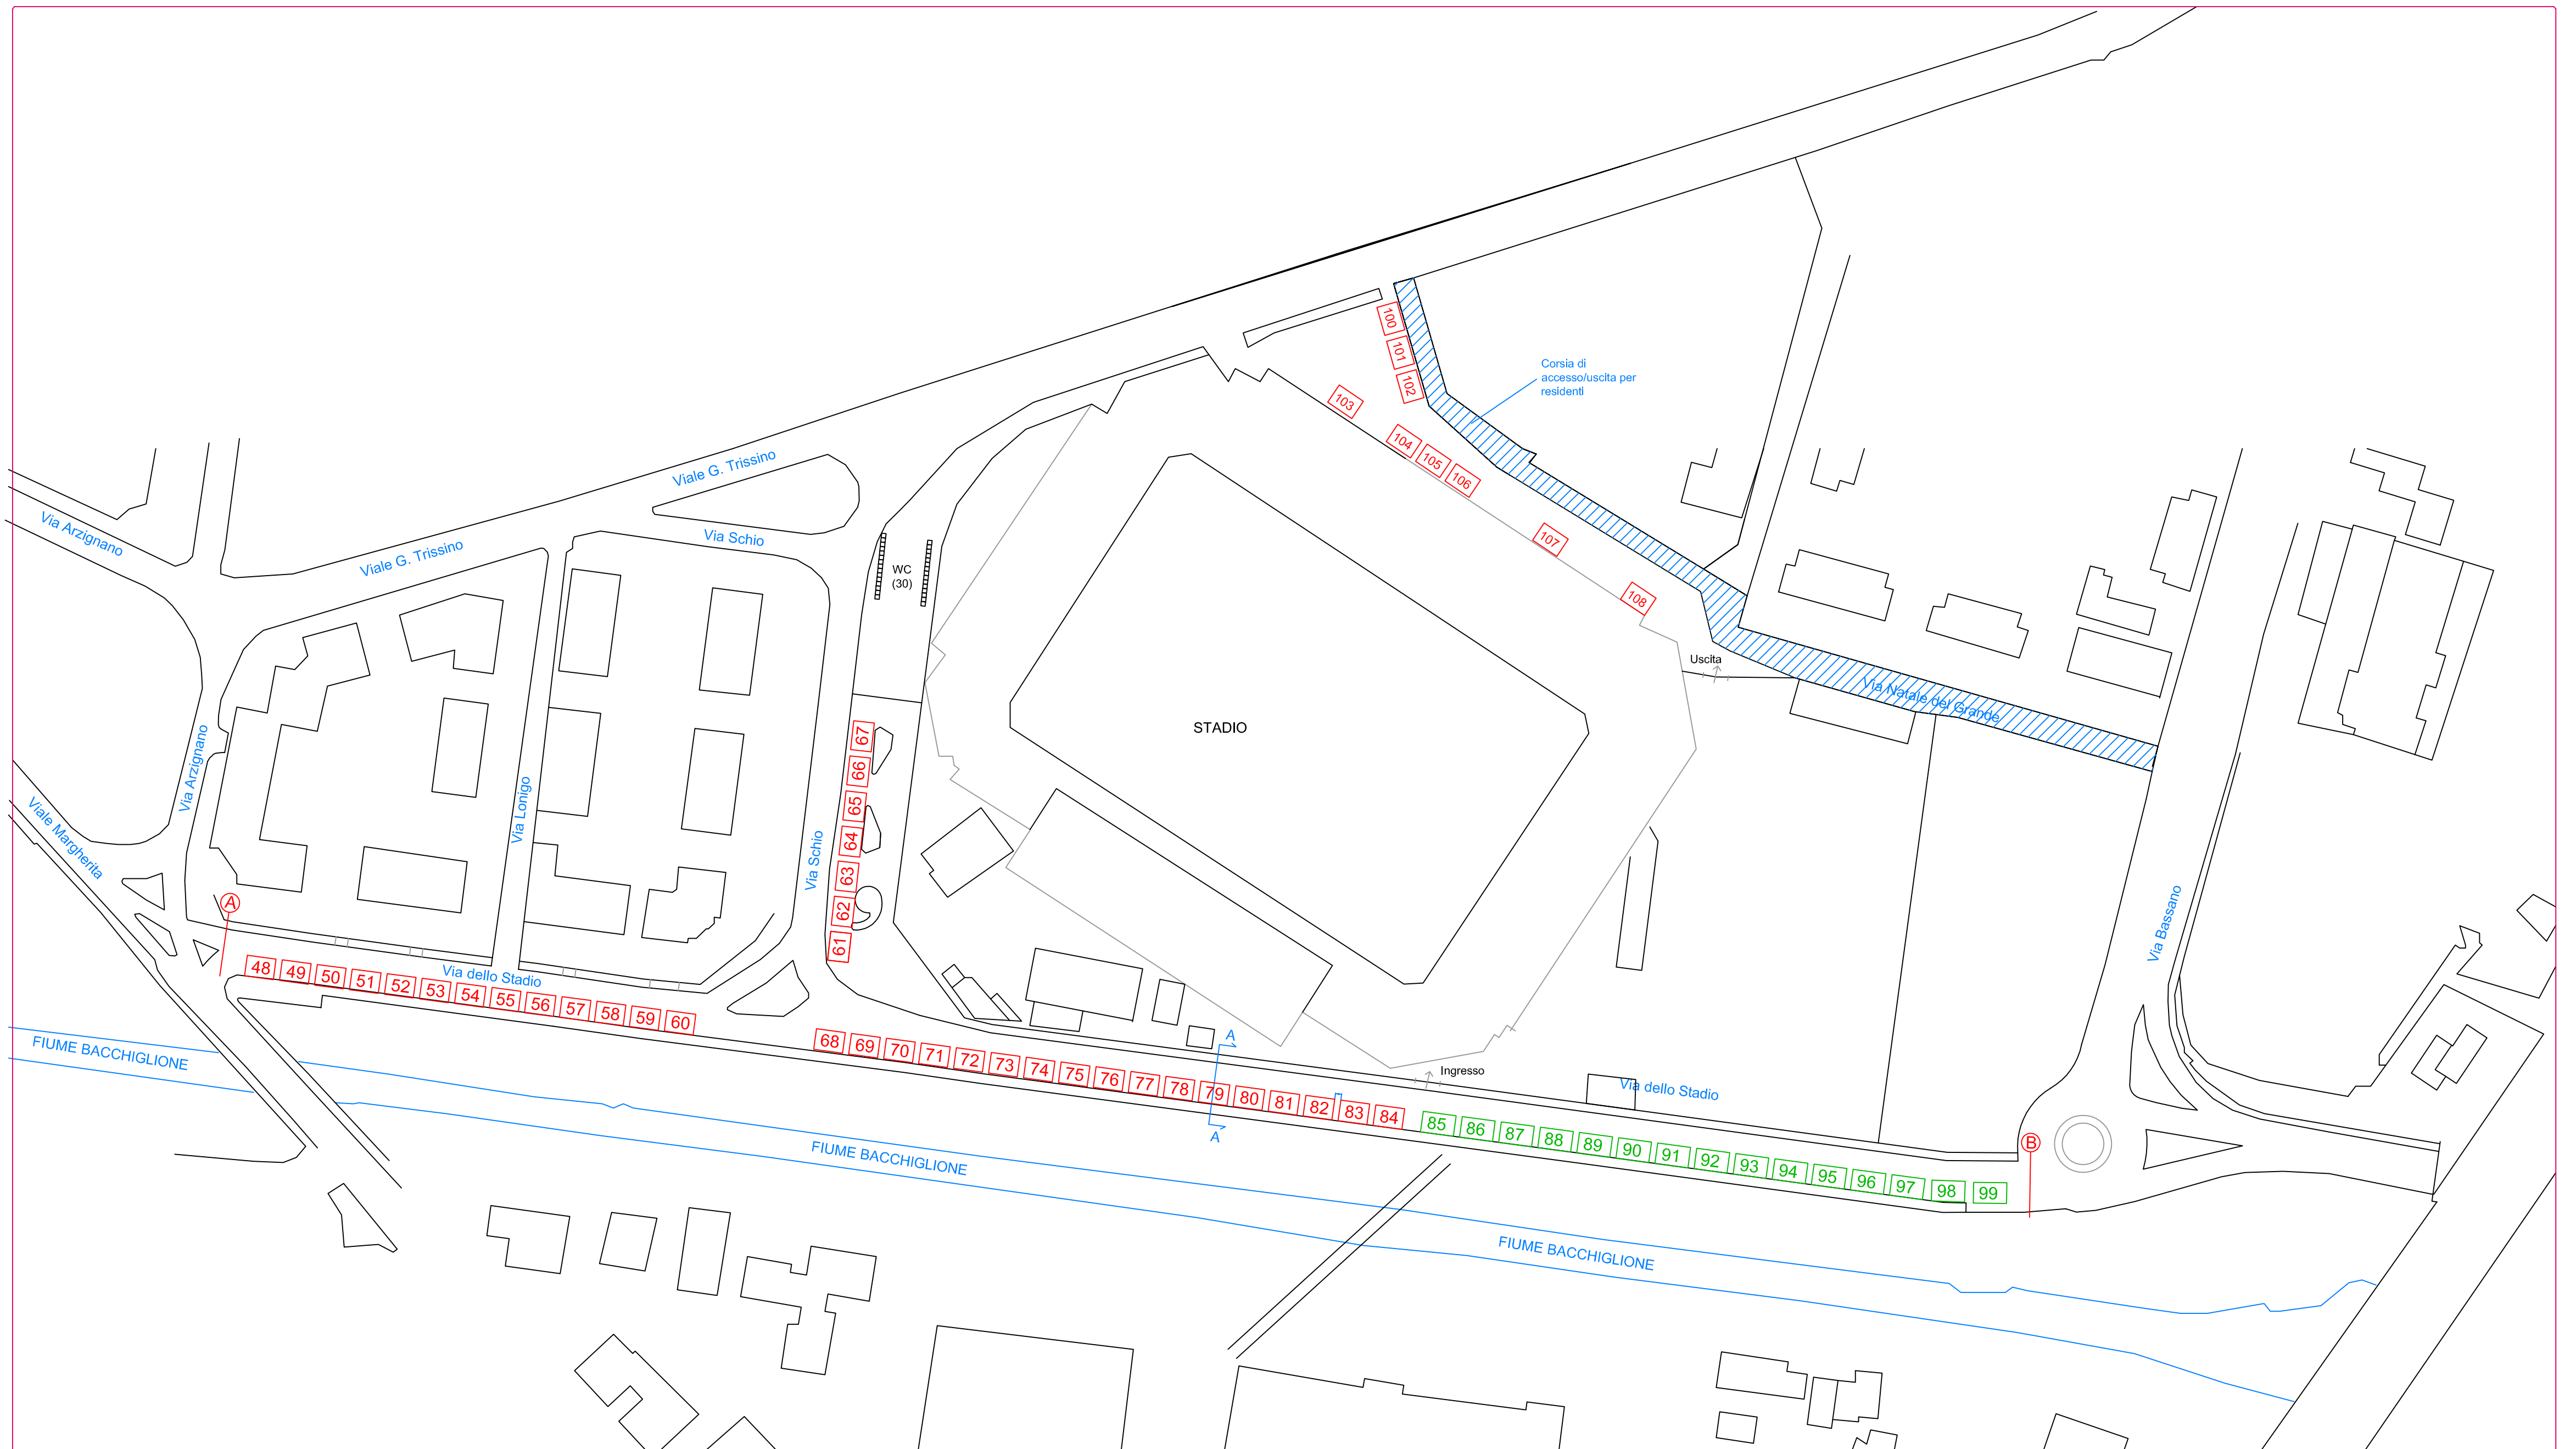 100
101
102
Corsia di
accesso/uscita per
residenti
103
104
105
106
107
108
Viale G. Trissino
Via Schio
Viale G. Trissino
Via Arzignano
WC
(30)
Uscita
Via Natale del Grande
STADIO
67
66
65
64
63
62
61
Via Arzignano
Via Lonigo
Via Schio
Viale Margherita
Via Bassano
A
48
49
50
51
52
53
54
55
56
57
58
59
60
Via dello Stadio
FIUME BACCHIGLIONE
68
69
70
71
72
73
74
75
76
77
78
79
80
81
82
83
84
A
A
Ingresso
Via dello Stadio
85
86
87
88
89
90
91
92
93
94
95
96
97
98
99
B
FIUME BACCHIGLIONE
FIUME BACCHIGLIONE